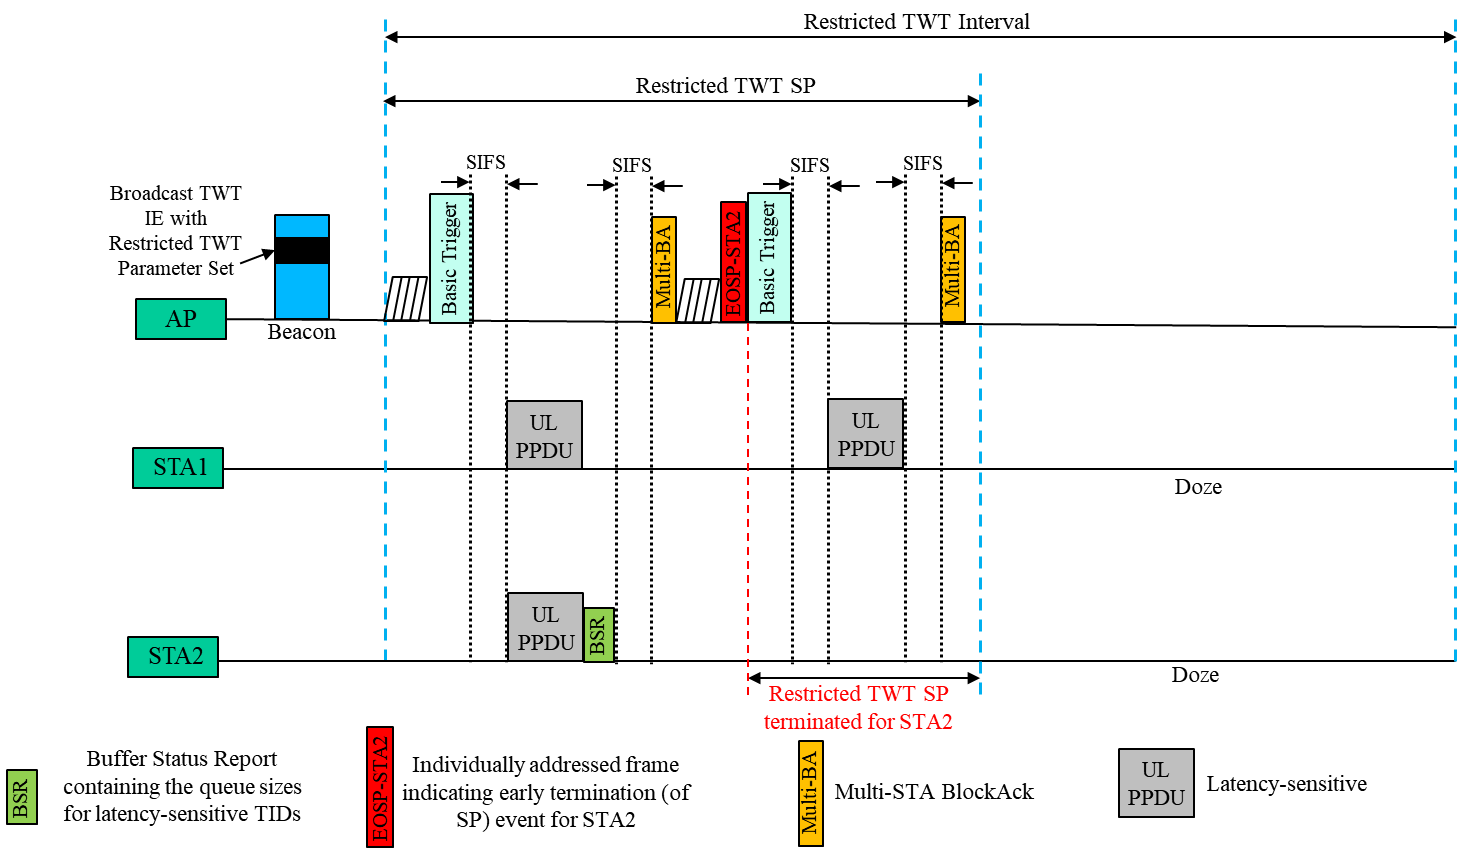 Restricted TWT Interval
Restricted TWT SP
SIFS
SIFS
SIFS
SIFS
Broadcast TWT
IE with
Restricted TWT
Parameter Set
Basic Trigger
Multi-BA
EOSP-STA2
Basic Trigger
Multi-BA
AP
Beacon
UL
PPDU
UL
PPDU
STA1
Doze
UL
PPDU
BSR
STA2
Doze
Restricted TWT SP
terminated for STA2
BSR
Buffer Status Report
containing the queue sizes
for latency-sensitive TIDs
EOSP-STA2
Individually addressed frame
indicating early termination (of
SP) event for STA2
Multi-BA
Multi-STA BlockAck
UL
PPDU
Latency-sensitive